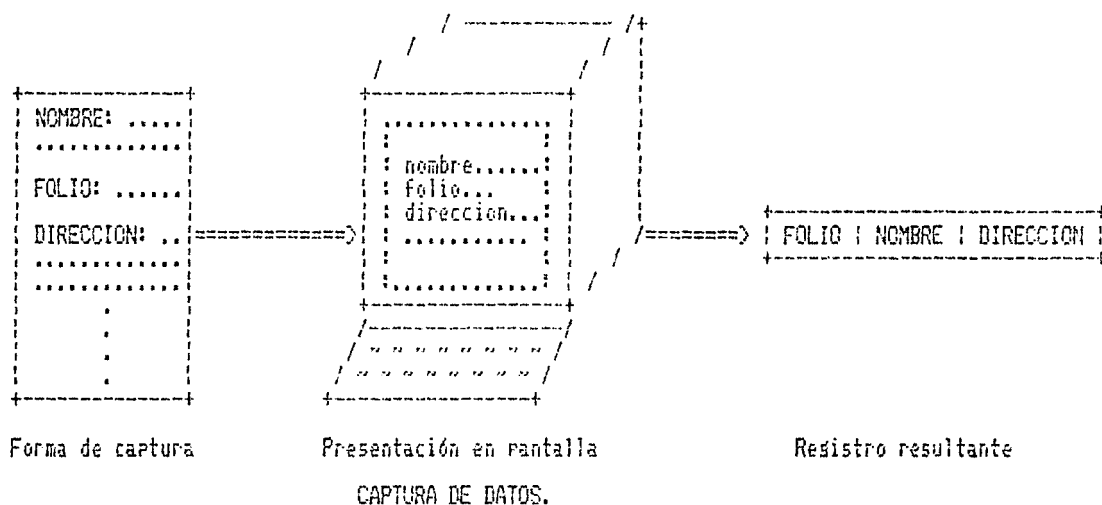 NOMBRE: .....
.............
FOLIO: ......
DIRECCION: ..
.............
.............
nombre......
folio...
direccion...
...........
FOLIO | NOMBRE | DIRECCION
Forma de captura
Presentación en pantalla
Registro resultante
CAPTURA DE DATOS.